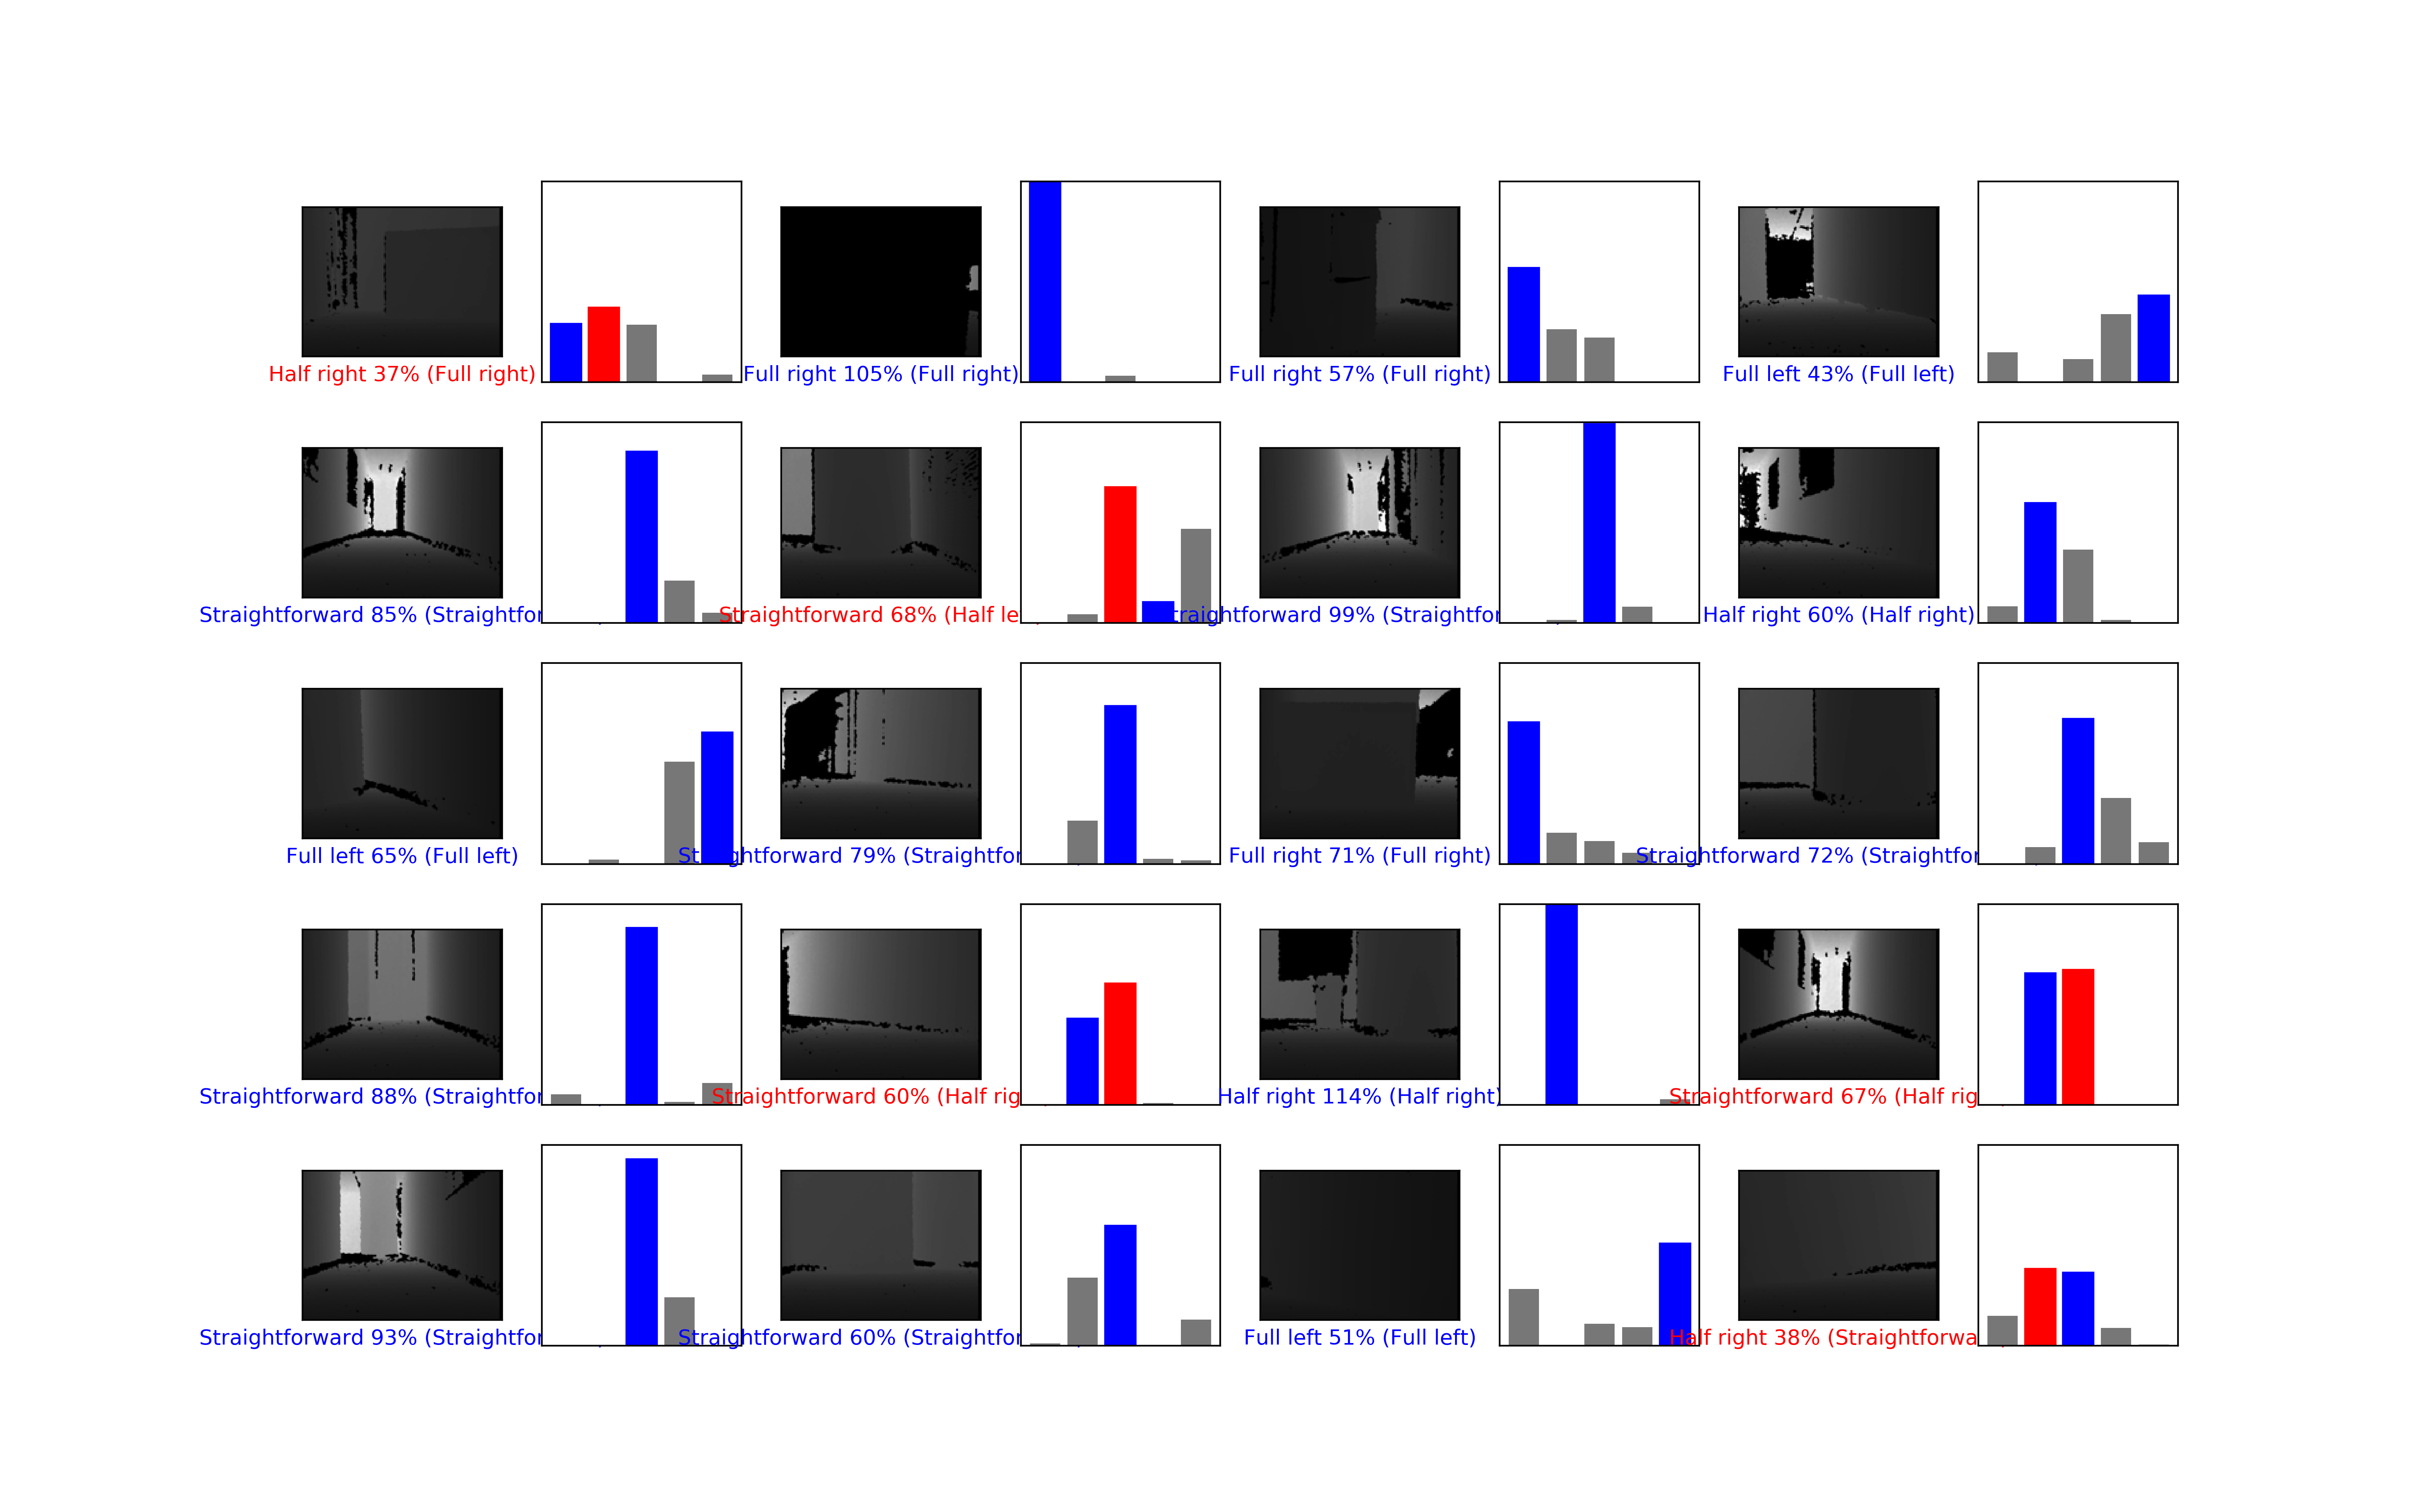 Half right 37% (Full right)
Full right 105% (Full right)
Full right 57% (Full right)
Full left 43% (Full left)
Straightforward 85% (Straightfor
Straightforward 68% (Half le
traightforward 99% (Straightfor
Half right 60% (Half right)
Full left 65% (Full left)
Straightforward 79% (Straightfor
Full right 71% (Full right)
Straightforward 72% (Straightfor
Straightforward 88% (Straightfor
Straightforward 60% (Half rig
Half right 114% (Half right)
Straightforward 67% (Half rig
Straightforward 93% (Straightfor
Straightforward 60% (Straightfor
Full left 51% (Full left)
Half right 38% (Straightforwa